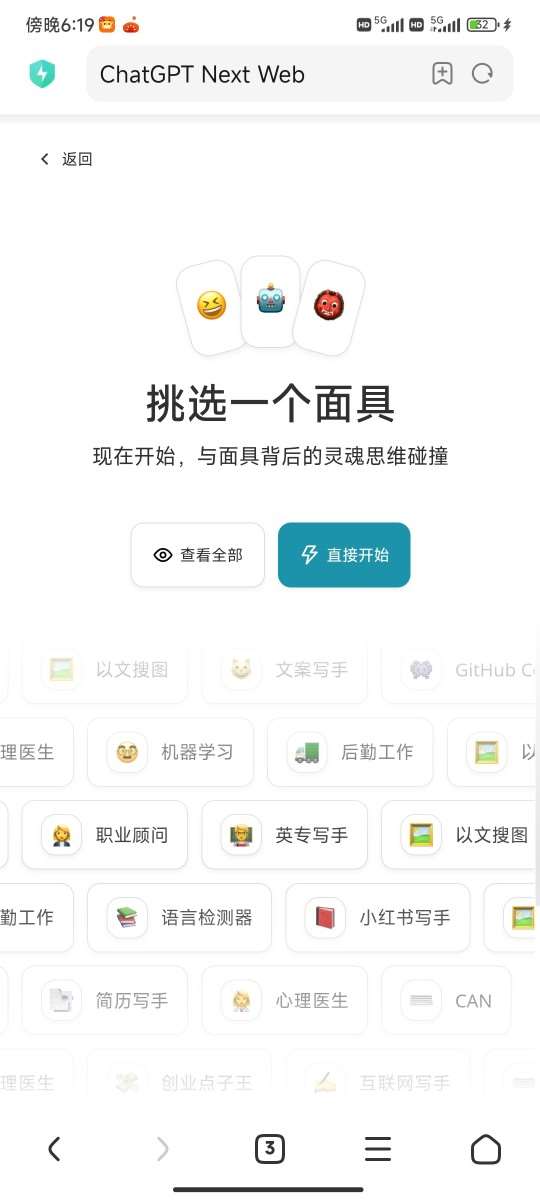 傍晚6:19
HD 5G HD 5G 32
ChatGPT Next Web
返回
挑选一个面具
现在开始，与面具背后的灵魂思维碰撞
查看全部 直接开始
以文搜图 文案写手 GitHub Co
理医生 机器学习 后勤工作 以
职业顾问 英专写手 以文搜图
勤工作 语言检测器 小红书写手
简历写手 心理医生 CAN
理医生 创业点子王 互联网写手
3